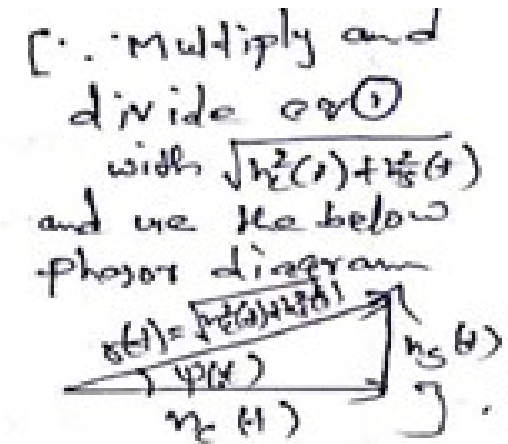 [∵ Multiply and
divide eq ①
with √(n_c²(t) + n_s²(t))
and use the below
phasor diagram
r(t) = √(n_c²(t) + n_s²(t))
n_s(t)
ψ(t)
n_c(t) ].